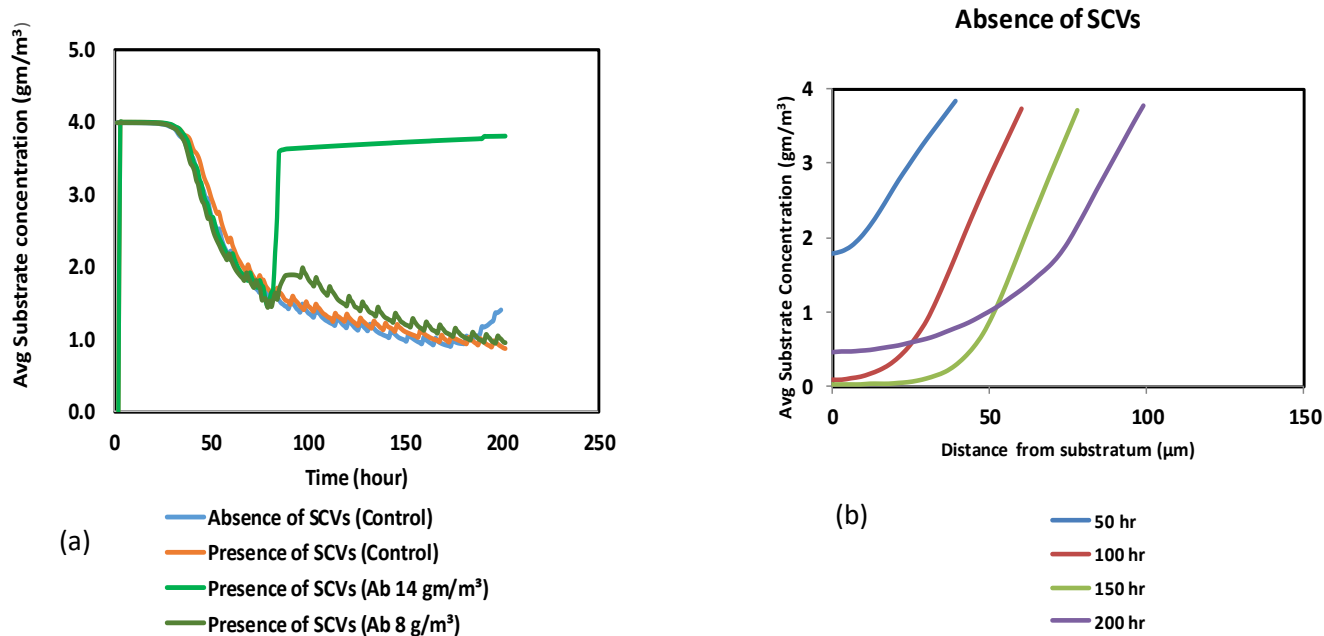 Avg Substrate concentration (gm/m³)
5.0
4.0
3.0
2.0
1.0
0.0
0
50
100
150
200
250
Time (hour)
Absence of SCVs (Control)
Presence of SCVs (Control)
Presence of SCVs (Ab 14 gm/m³)
Presence of SCVs (Ab 8 g/m³)
(a)
Absence of SCVs
Avg Substrate Concentration (gm/m³)
4
3
2
1
0
0
50
100
150
Distance from substratum (µm)
(b)
50 hr
100 hr
150 hr
200 hr